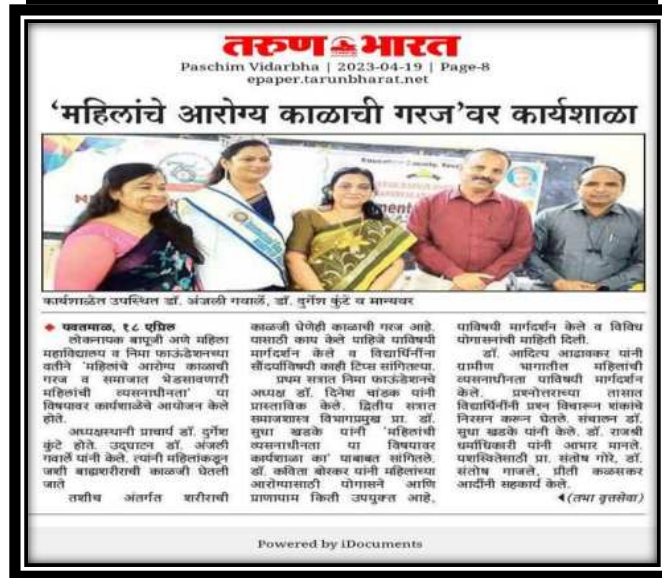 तरुण भारत
Paschim Vidarbha | 2023-04-19 | Page-8
epaper.tarunbharat.net
‘महिलांचे आरोग्य काळाची गरज’वर कार्यशाळा
कार्यशाळेत उपस्थित डॉ. अंजली गवार्ले, डॉ. दुर्गेश कुंटे व मान्यवर
◆ यवतमाळ, १८ एप्रिल
लोकनायक बापूजी अणे महिला
महाविद्यालय व निमा फाऊंडेशनच्या
वतीने ‘महिलांचे आरोग्य काळाची
गरज व समाजात भेडसावणारी
महिलांची व्यसनाधीनता’ या
विषयावर कार्यशाळेचे आयोजन केले
होते.
अध्यक्षस्थानी प्राचार्य डॉ. दुर्गेश
कुंटे होते. उद्घाटन डॉ. अंजली
गवार्ले यांनी केले. त्यांनी महिलांकडून
जशी बाह्यशरीराची काळजी घेतली
जाते
तशीच अंतर्गत शरीराची
काळजी घेणेही काळाची गरज आहे.
यासाठी काय केले पाहिजे याविषयी
मार्गदर्शन केले व विद्यार्थिनींना
सौंदर्याविषयी काही टिप्स सांगितल्या.
प्रथम सत्रात निमा फाऊंडेशनचे
अध्यक्ष डॉ. दिनेश चांडक यांनी
प्रास्ताविक केले. द्वितीय सत्रात
समाजशास्त्र विभागप्रमुख प्रा. डॉ.
सुधा खडके यांनी ‘महिलांची
व्यसनाधीनता या विषयावर
कार्यशाळा का’ याबाबत सांगितले.
डॉ. कविता बोरकर यांनी महिलांच्या
आरोग्यासाठी योगासने आणि
प्राणायाम किती उपयुक्त आहे,
याविषयी मार्गदर्शन केले व विविध
योगासनांची माहिती दिली.
डॉ. आदित्य आढावकर यांनी
ग्रामीण भागातील महिलांची
व्यसनाधीनता याविषयी मार्गदर्शन
केले. प्रश्नोत्तराच्या तासात
विद्यार्थिनींनी प्रश्न विचारून शंकांचे
निरसन करून घेतले. संचालन डॉ.
सुधा खडके यांनी केले. डॉ. राजश्री
धर्माधिकारी यांनी आभार मानले.
यशस्वितेसाठी प्रा. संतोष गोरे, डॉ.
संतोष गाजले, प्रीती कळसकर
आदींनी सहकार्य केले.
◀(तभा वृत्तसेवा)
Powered by iDocuments